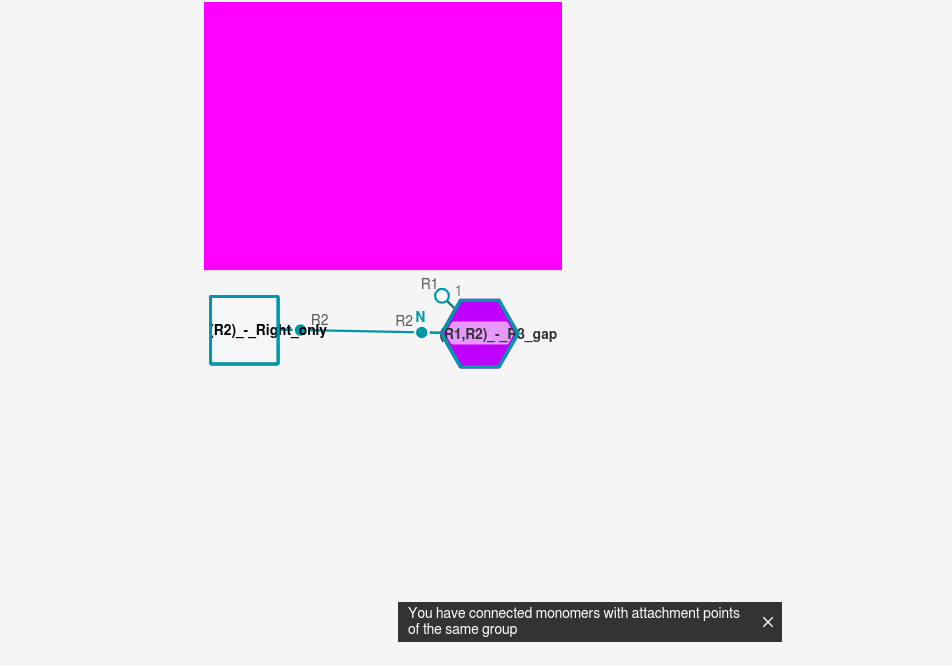 R1
1
(R2)_-_Right_only
R2
R2
N
(R1,R2)_-_R3_gap
You have connected monomers with attachment points
of the same group